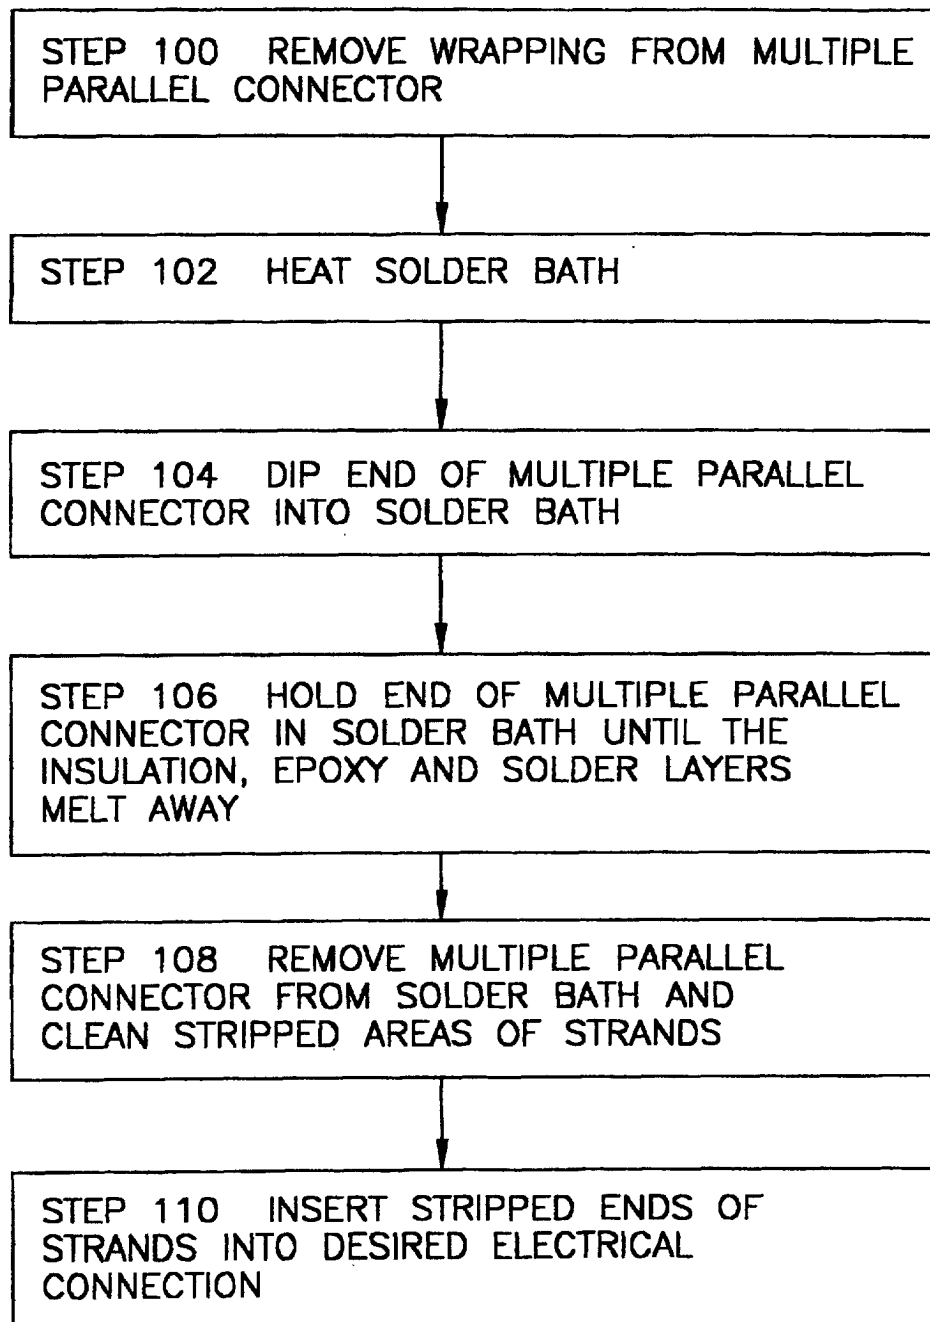 STEP 100 REMOVE WRAPPING FROM MULTIPLE
PARALLEL CONNECTOR
STEP 102 HEAT SOLDER BATH
STEP 104 DIP END OF MULTIPLE PARALLEL
CONNECTOR INTO SOLDER BATH
STEP 106 HOLD END OF MULTIPLE PARALLEL
CONNECTOR IN SOLDER BATH UNTIL THE
INSULATION, EPOXY AND SOLDER LAYERS
MELT AWAY
STEP 108 REMOVE MULTIPLE PARALLEL
CONNECTOR FROM SOLDER BATH AND
CLEAN STRIPPED AREAS OF STRANDS
STEP 110 INSERT STRIPPED ENDS OF
STRANDS INTO DESIRED ELECTRICAL
CONNECTION